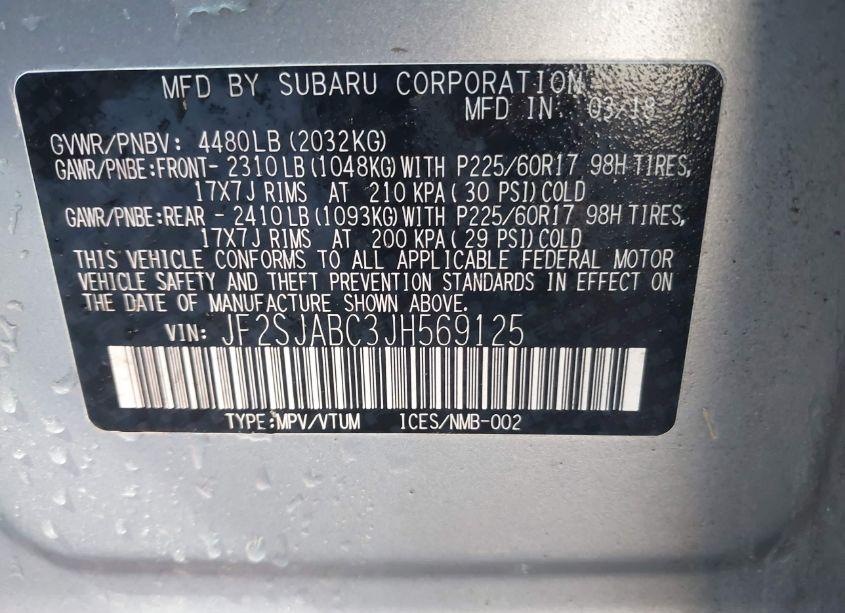 MFD BY SUBARU CORPORATION
MFD IN 03/18
GVWR/PNBV: 4480LB(2032KG)
GAWR/PNBE:FRONT-2310LB(1048KG)WITH P225/60R17 98H TIRES,
17X7J RIMS AT 210 KPA(30 PSI)COLD
GAWR/PNBE:REAR -2410LB(1093KG)WITH P225/60R17 98H TIRES,
17X7J RIMS AT 200 KPA(29 PSI)COLD
THIS VEHICLE CONFORMS TO ALL APPLICABLE FEDERAL MOTOR
VEHICLE SAFETY AND THEFT PREVENTION STANDARDS IN EFFECT ON
THE DATE OF MANUFACTURE SHOWN ABOVE.
VIN: JF2SJABC3JH569125
TYPE:MPV/VTUM ICES/NMB-002